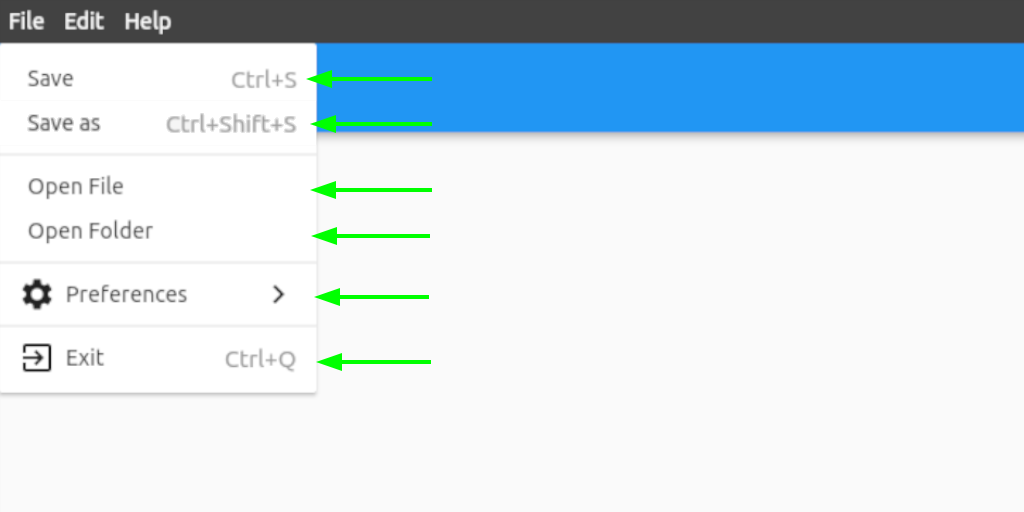 File Edit Help
Save Ctrl+S
Save as Ctrl+Shift+S
Open File
Open Folder
Preferences
Exit Ctrl+Q